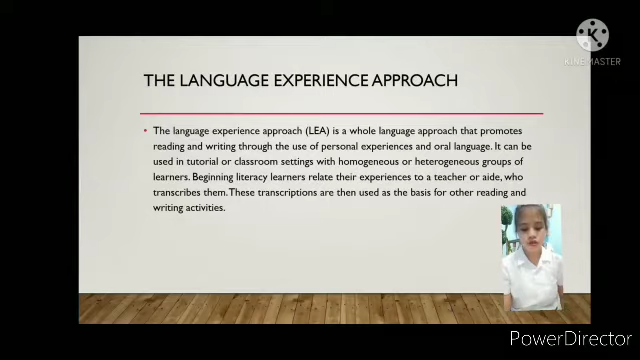 KINEMASTER
THE LANGUAGE EXPERIENCE APPROACH
• The language experience approach (LEA) is a whole language approach that promotes
reading and writing through the use of personal experiences and oral language. It can be
used in tutorial or classroom settings with homogeneous or heterogeneous groups of
learners. Beginning literacy learners relate their experiences to a teacher or aide, who
transcribes them. These transcriptions are then used as the basis for other reading and
writing activities.
PowerDirector